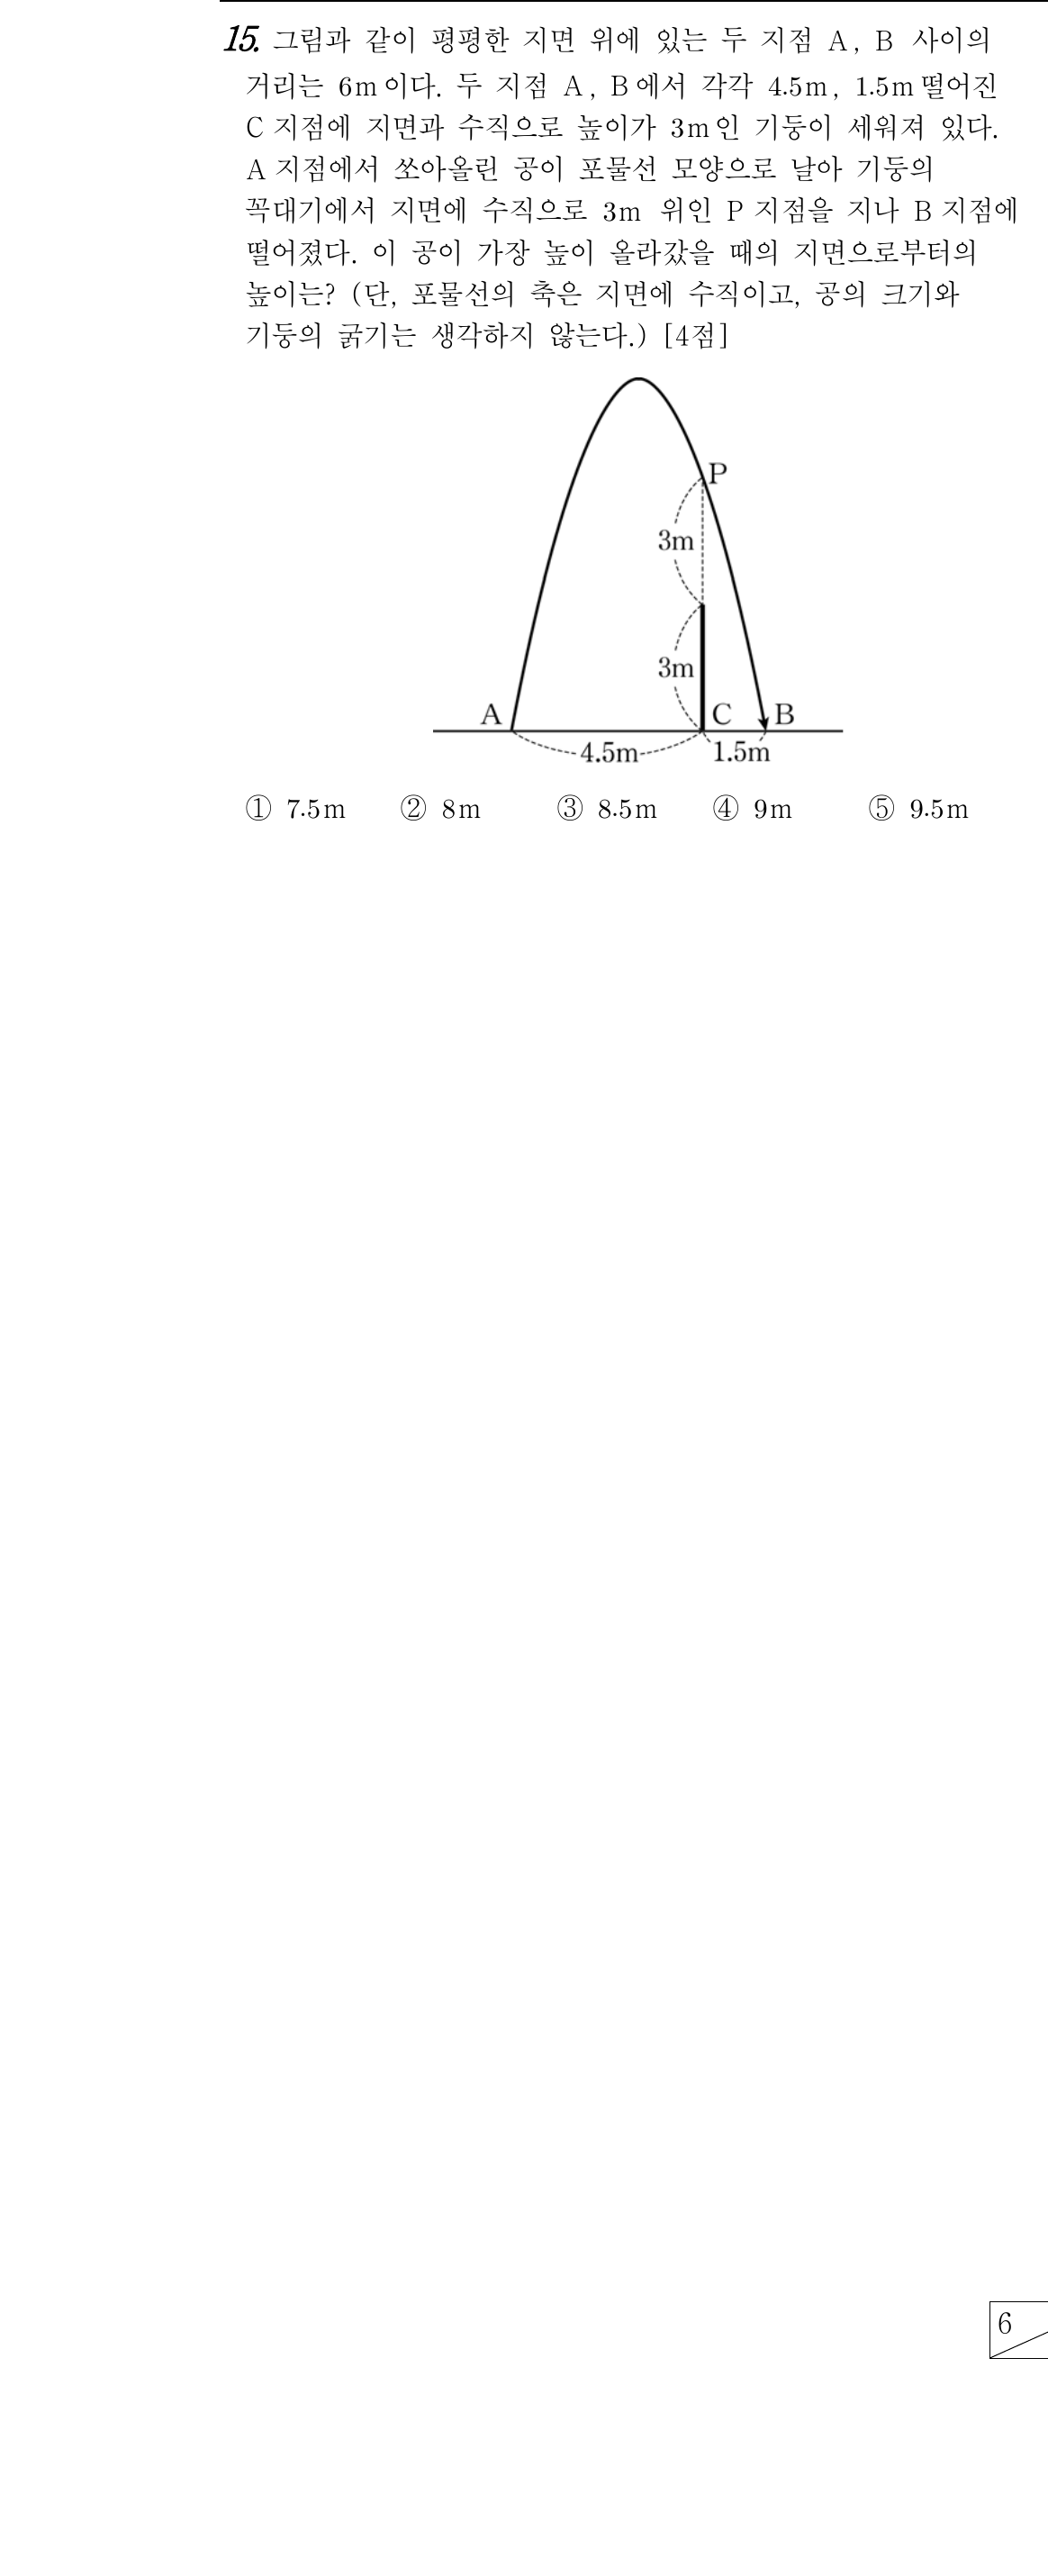 15. 그림과 같이 평평한 지면 위에 있는 두 지점 A, B 사이의
거리는 6m이다. 두 지점 A, B에서 각각 4.5m, 1.5m 떨어진
C 지점에 지면과 수직으로 높이가 3m인 기둥이 세워져 있다.
A 지점에서 쏘아올린 공이 포물선 모양으로 날아 기둥의
꼭대기에서 지면에 수직으로 3m 위인 P 지점을 지나 B 지점에
떨어졌다. 이 공이 가장 높이 올라갔을 때의 지면으로부터의
높이는? (단, 포물선의 축은 지면에 수직이고, 공의 크기와
기둥의 굵기는 생각하지 않는다.) [4점]
P
3m
3m
A C B
4.5m 1.5m
① 7.5m ② 8m ③ 8.5m ④ 9m ⑤ 9.5m
6